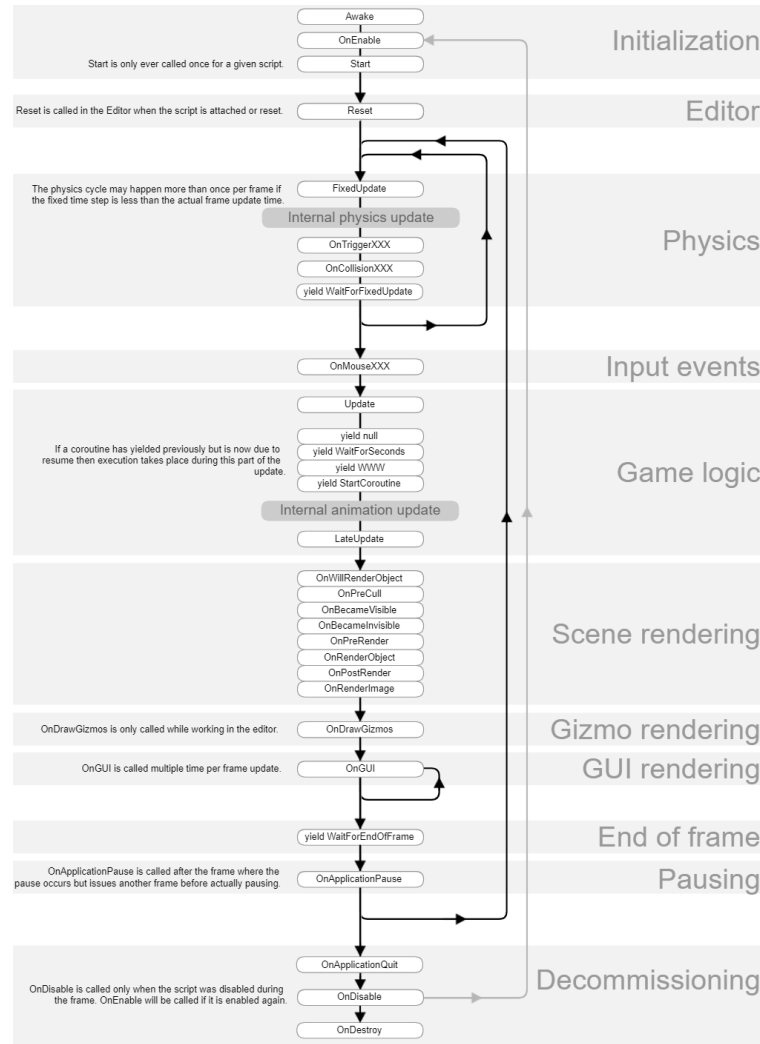 Awake
OnEnable
Initialization
Start is only ever called once for a given script.
Start
Reset is called in the Editor when the script is attached or reset.
Reset
Editor
The physics cycle may happen more than once per frame if
the fixed time step is less than the actual frame update time.
FixedUpdate
Internal physics update
OnTriggerXXX
Physics
OnCollisionXXX
yield WaitForFixedUpdate
OnMouseXXX
Input events
Update
If a coroutine has yielded previously but is now due to
resume then execution takes place during this part of the
update.
yield null
yield WaitForSeconds
yield WWW
yield StartCoroutine
Game logic
Internal animation update
LateUpdate
OnWillRenderObject
OnPreCull
OnBecameVisible
OnBecameInvisible
OnPreRender
OnRenderObject
OnPostRender
OnRenderImage
Scene rendering
OnDrawGizmos is only called while working in the editor.
OnDrawGizmos
Gizmo rendering
OnGUI is called multiple time per frame update.
OnGUI
GUI rendering
yield WaitForEndOfFrame
End of frame
OnApplicationPause is called after the frame where the
pause occurs but issues another frame before actually pausing.
OnApplicationPause
Pausing
OnApplicationQuit
Decommissioning
OnDisable is called only when the script was disabled during
the frame. OnEnable will be called if it is enabled again.
OnDisable
OnDestroy